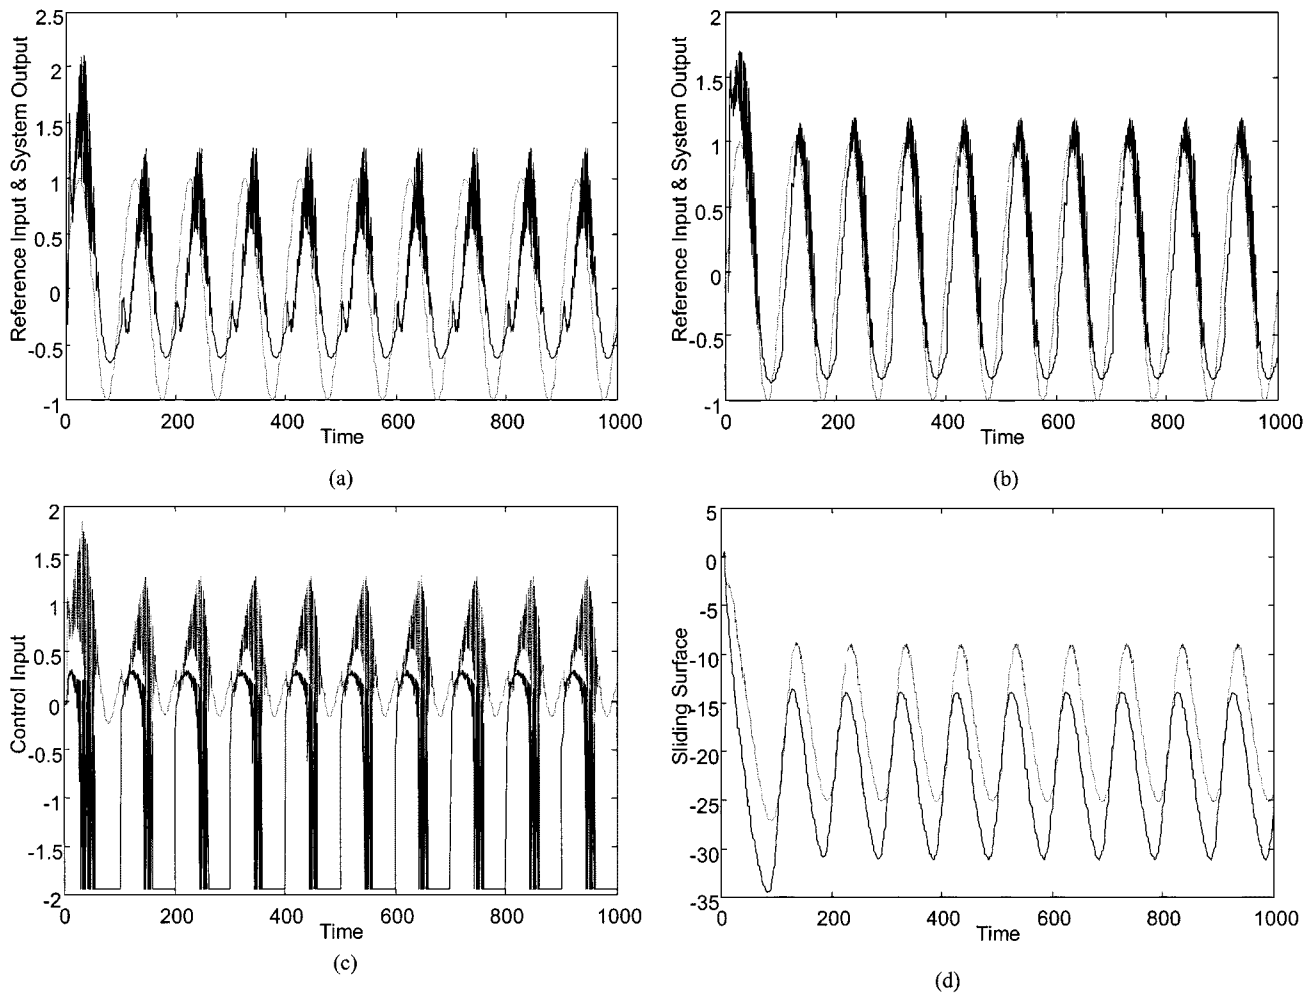 2.5
2
1.5
1
0.5
0
-0.5
-1
Reference Input & System Output
0 200 400 600 800 1000
Time
(a)
2
1.5
1
0.5
0
-0.5
-1
Reference Input & System Output
0 200 400 600 800 1000
Time
(b)
2
1.5
1
0.5
0
-0.5
-1
-1.5
-2
Control Input
0 200 400 600 800 1000
Time
(c)
5
0
-5
-10
-15
-20
-25
-30
-35
Sliding Surface
0 200 400 600 800 1000
Time
(d)